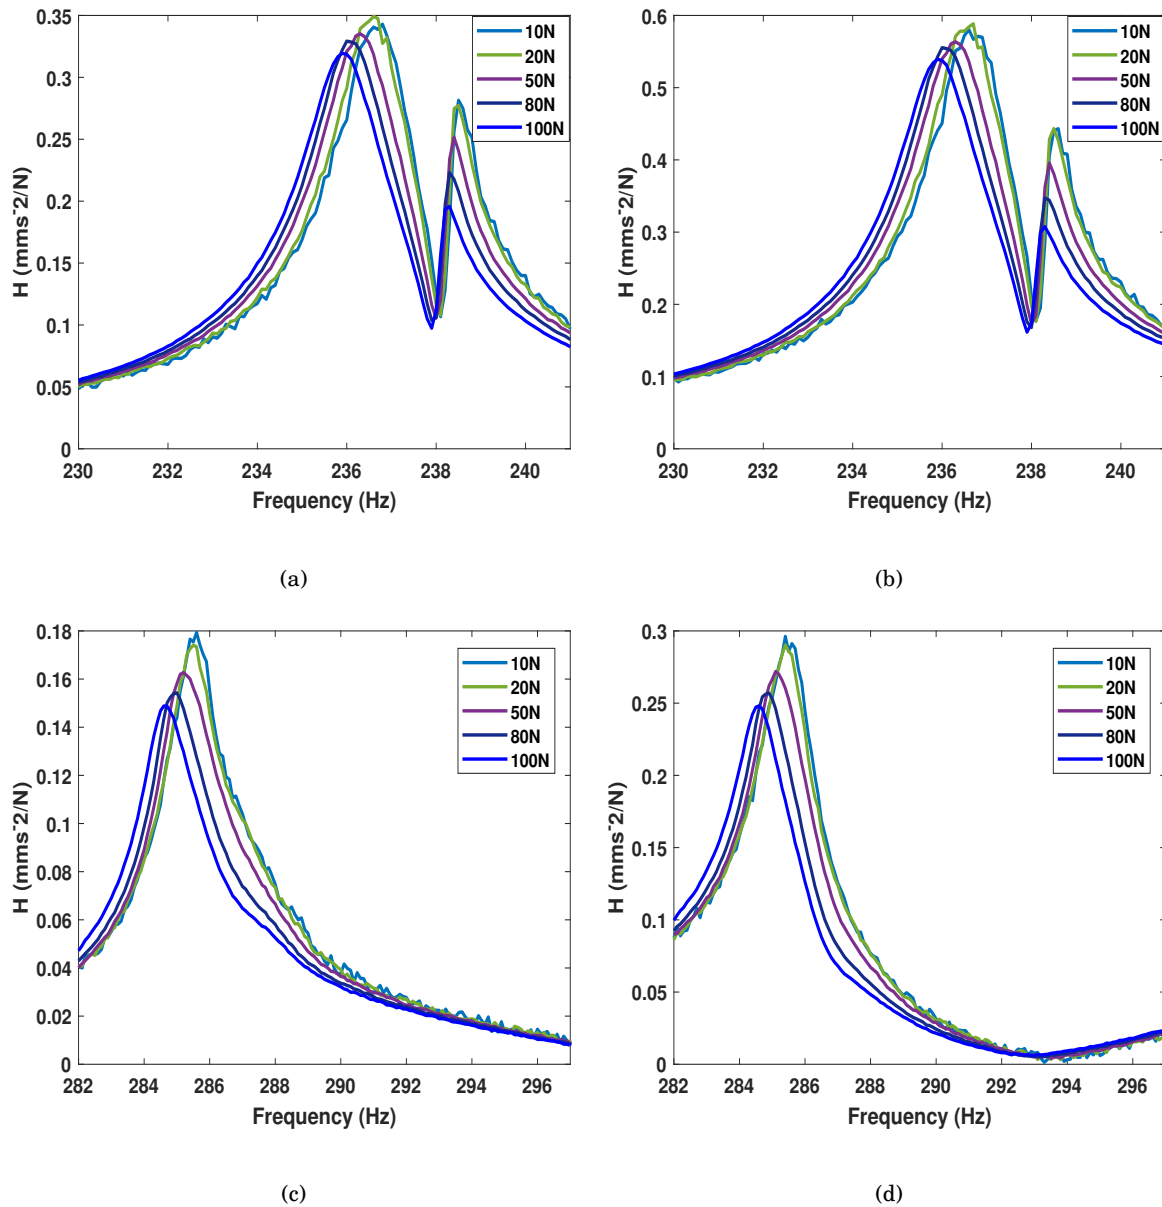 0.35
0.3
0.25
0.2
0.15
0.1
0.05
0
230 232 234 236 238 240
H (mms-2/N)
Frequency (Hz)
10N
20N
50N
80N
100N
(a)
0.6
0.5
0.4
0.3
0.2
0.1
0
230 232 234 236 238 240
H (mms-2/N)
Frequency (Hz)
10N
20N
50N
80N
100N
(b)
0.18
0.16
0.14
0.12
0.1
0.08
0.06
0.04
0.02
0
282 284 286 288 290 292 294 296
H (mms-2/N)
Frequency (Hz)
10N
20N
50N
80N
100N
(c)
0.3
0.25
0.2
0.15
0.1
0.05
0
282 284 286 288 290 292 294 296
H (mms-2/N)
Frequency (Hz)
10N
20N
50N
80N
100N
(d)